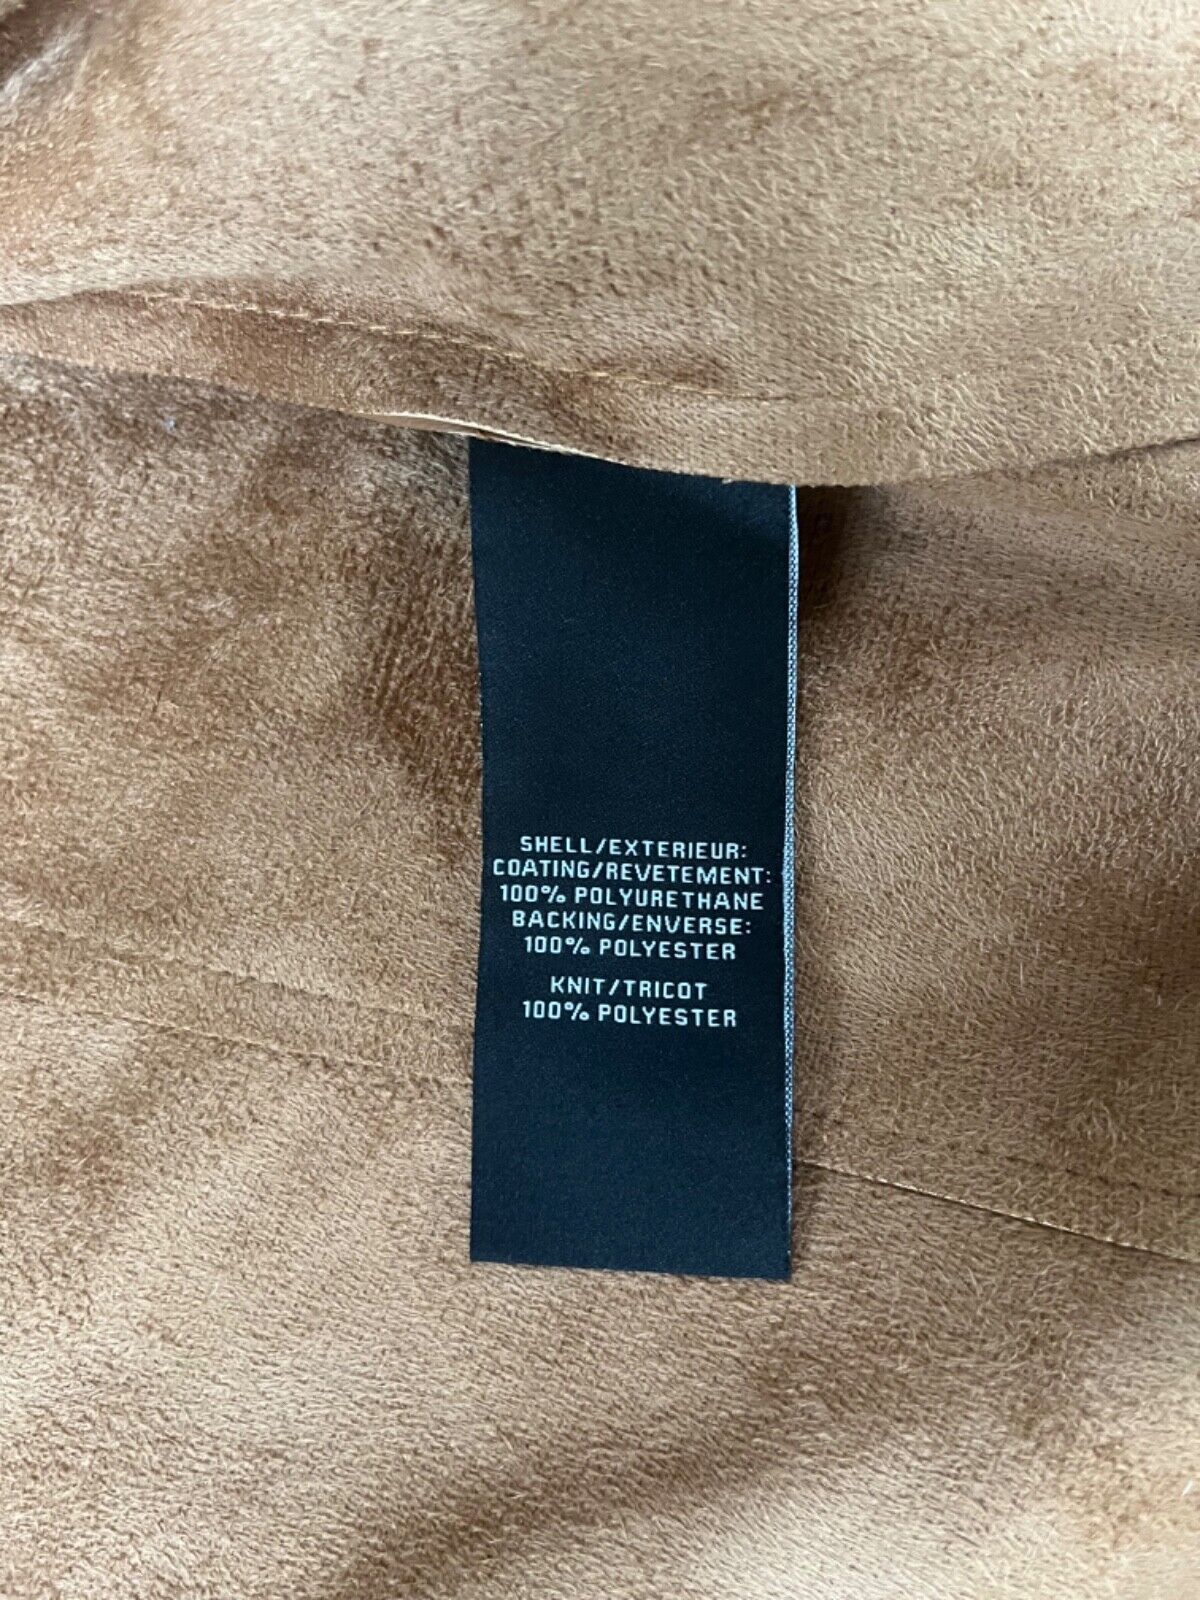 SHELL/EXTERIEUR:
COATING/REVETEMENT:
100% POLYURETHANE
BACKING/ENVERSE:
100% POLYESTER
KNIT/TRICOT
100% POLYESTER